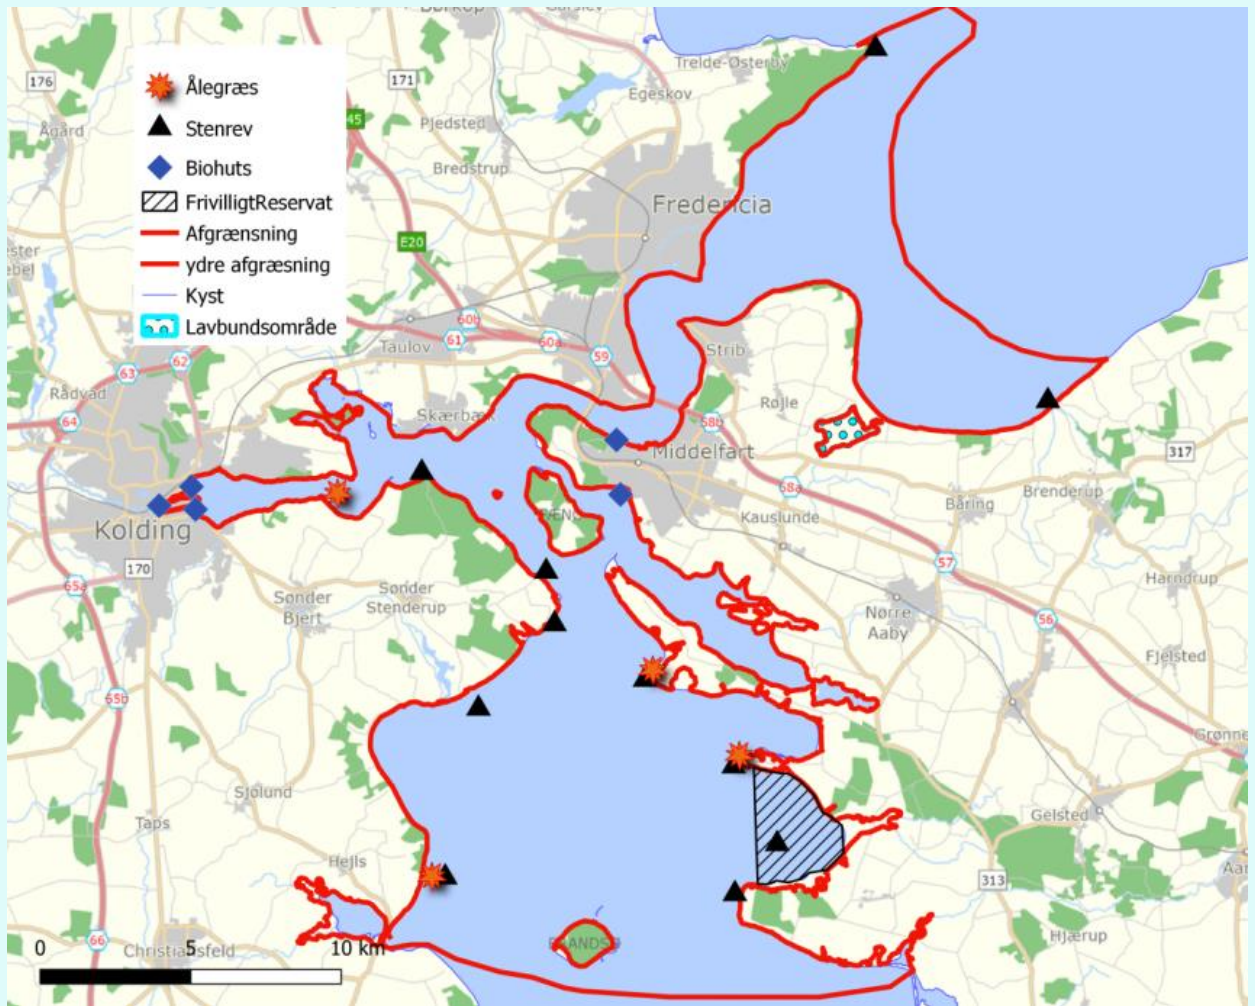 176
Ågård
171
Pjedsted
Bredstrup
Trelde-Østerby
Egeskov
45
Ålegræs
Stenrev
Biohuts
FrivilligtReservat
Afgrænsning
ydre afgræsning
Kyst
Lavbundsområde
Fredericia
E20
60b
61
60a
59
Taulov
62
63
Rådvad
64
Skærbæk
Strib
Røjle
58b
Middelfart
58a
317
Kolding
170
Kauslunde
Båring
Brenderup
57
65a
Sønder
Bjert
Sønder
Stenderup
Nørre
Aaby
Harndrup
56
Fjelsted
65b
Sjølund
Taps
Hejls
Gelsted
313
Hjærup
66
Christiansfeld
0
5
10 km